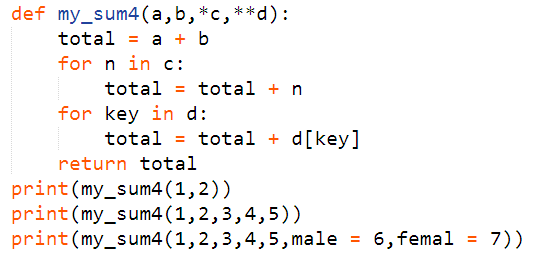 def my_sum4(a,b,*c,**d):
    total = a + b
    for n in c:
        total = total + n
    for key in d:
        total = total + d[key]
    return total
print(my_sum4(1,2))
print(my_sum4(1,2,3,4,5))
print(my_sum4(1,2,3,4,5,male = 6,femal = 7))